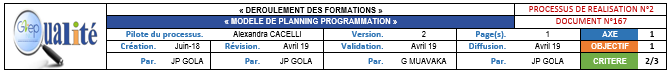 Glep Qualité
« DEROULEMENT DES FORMATIONS » PROCESSUS DE REALISATION N°2
« MODELE DE PLANNING PROGRAMMATION » DOCUMENT N°167
Pilote du processus. Alexandra CACELLI Version. 2 Page(s). 1 AXE 1
Création. Juin-18 Révision. Avril 19 Validation. Avril 19 Diffusion. Avril 19 OBJECTIF 1
Par. JP GOLA Par. JP GOLA Par. G MUAVAKA Par. JP GOLA CRITERE 2/3